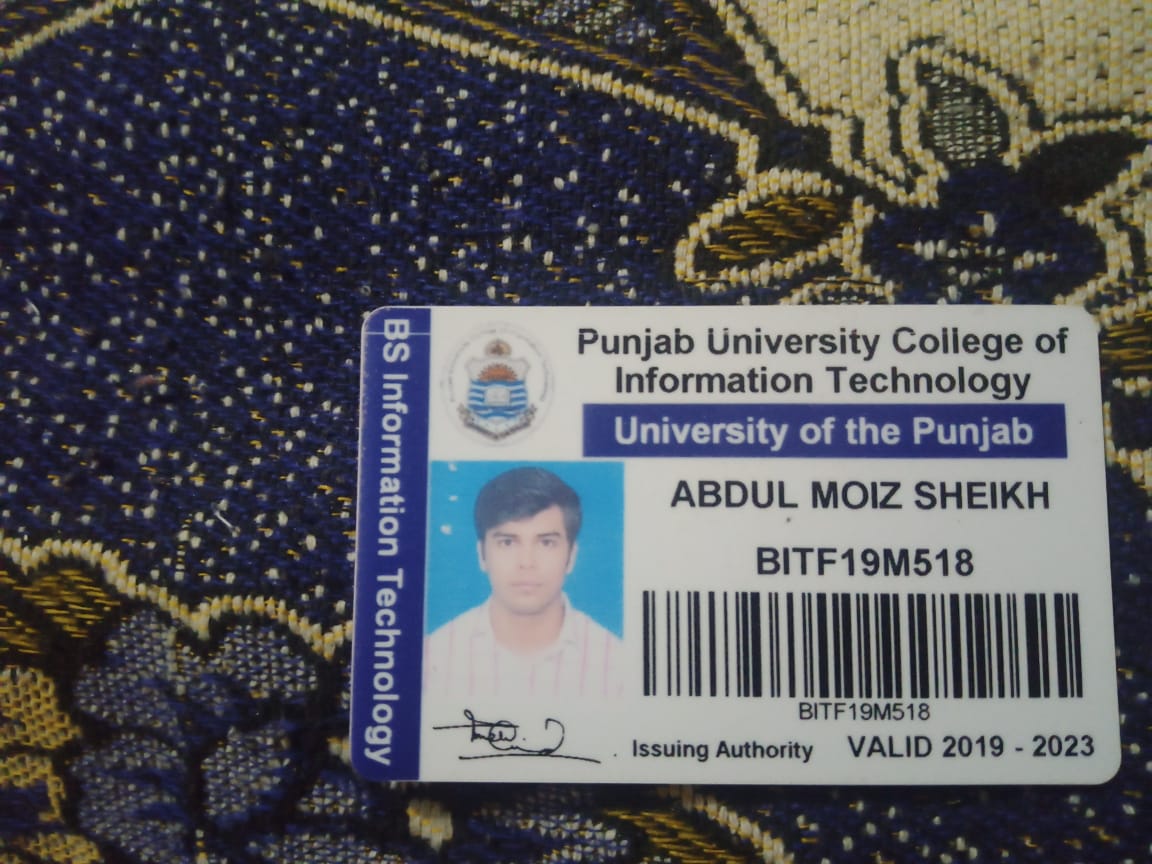 BS Information Technology
Punjab University College of
Information Technology
University of the Punjab
ABDUL MOIZ SHEIKH
BITF19M518
BITF19M518
Issuing Authority
VALID 2019 - 2023